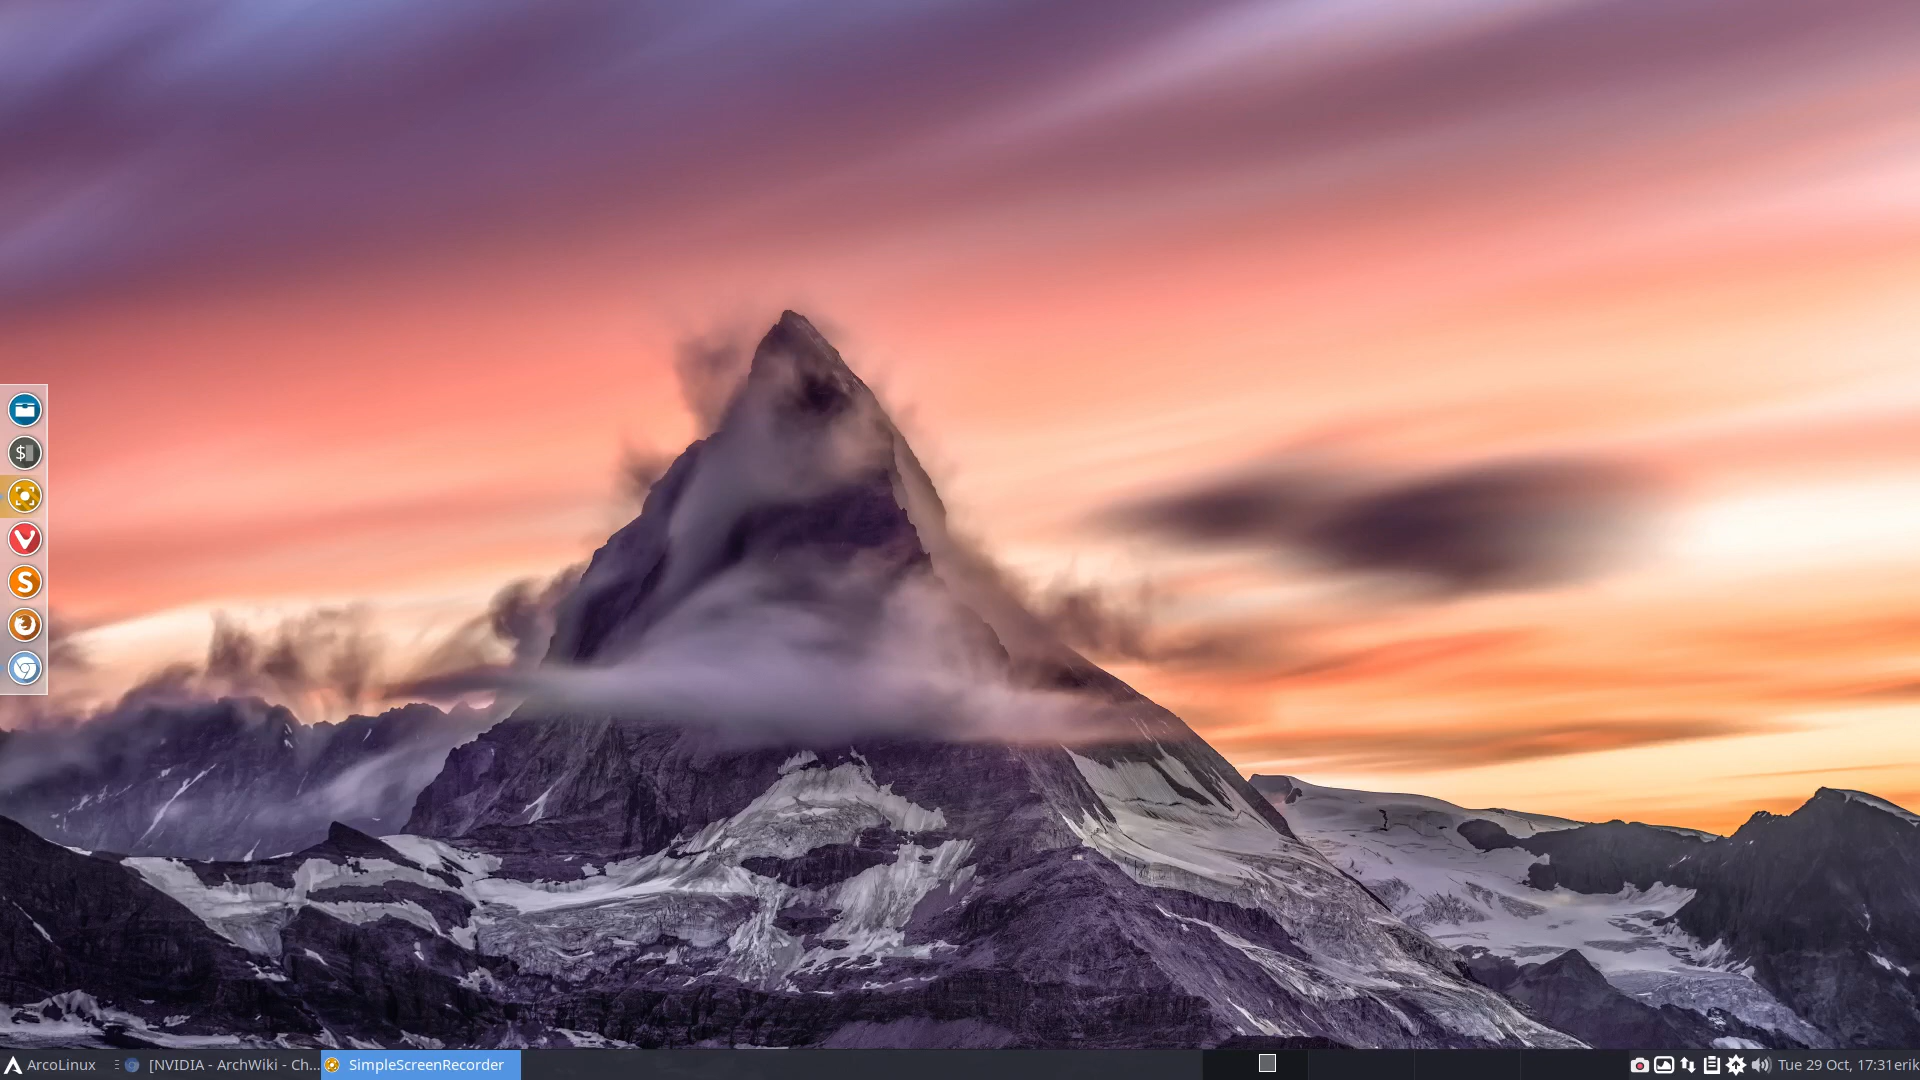 $
S
ArcoLinux
[NVIDIA - ArchWiki - Ch...
SimpleScreenRecorder
Tue 29 Oct, 17:31
erik